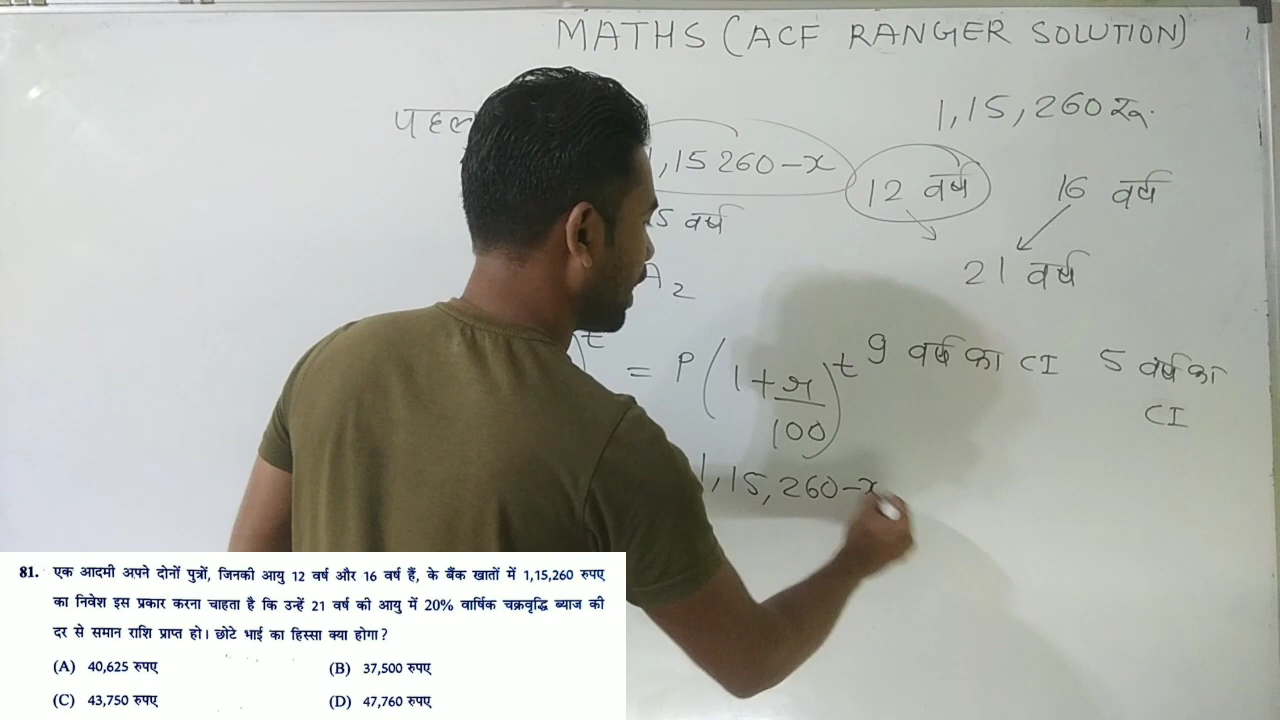 MATHS (ACF RANGER SOLUTION)
1,15,260 रू.
,15 260-x
12 वर्ष
16 वर्ष
5 वर्ष
21 वर्ष
A2
t
= P(1+r/100)t
9 वर्ष का CI
5 वर्ष का
CI
1,15,260-x
81. एक आदमी अपने दोनों पुत्रों, जिनकी आयु 12 वर्ष और 16 वर्ष हैं, के बैंक खातों में 1,15,260 रुपए
का निवेश इस प्रकार करना चाहता है कि उन्हें 21 वर्ष की आयु में 20% वार्षिक चक्रवृद्धि ब्याज की
दर से समान राशि प्राप्त हो। छोटे भाई का हिस्सा क्या होगा?
(A) 40,625 रुपए (B) 37,500 रुपए
(C) 43,750 रुपए (D) 47,760 रुपए